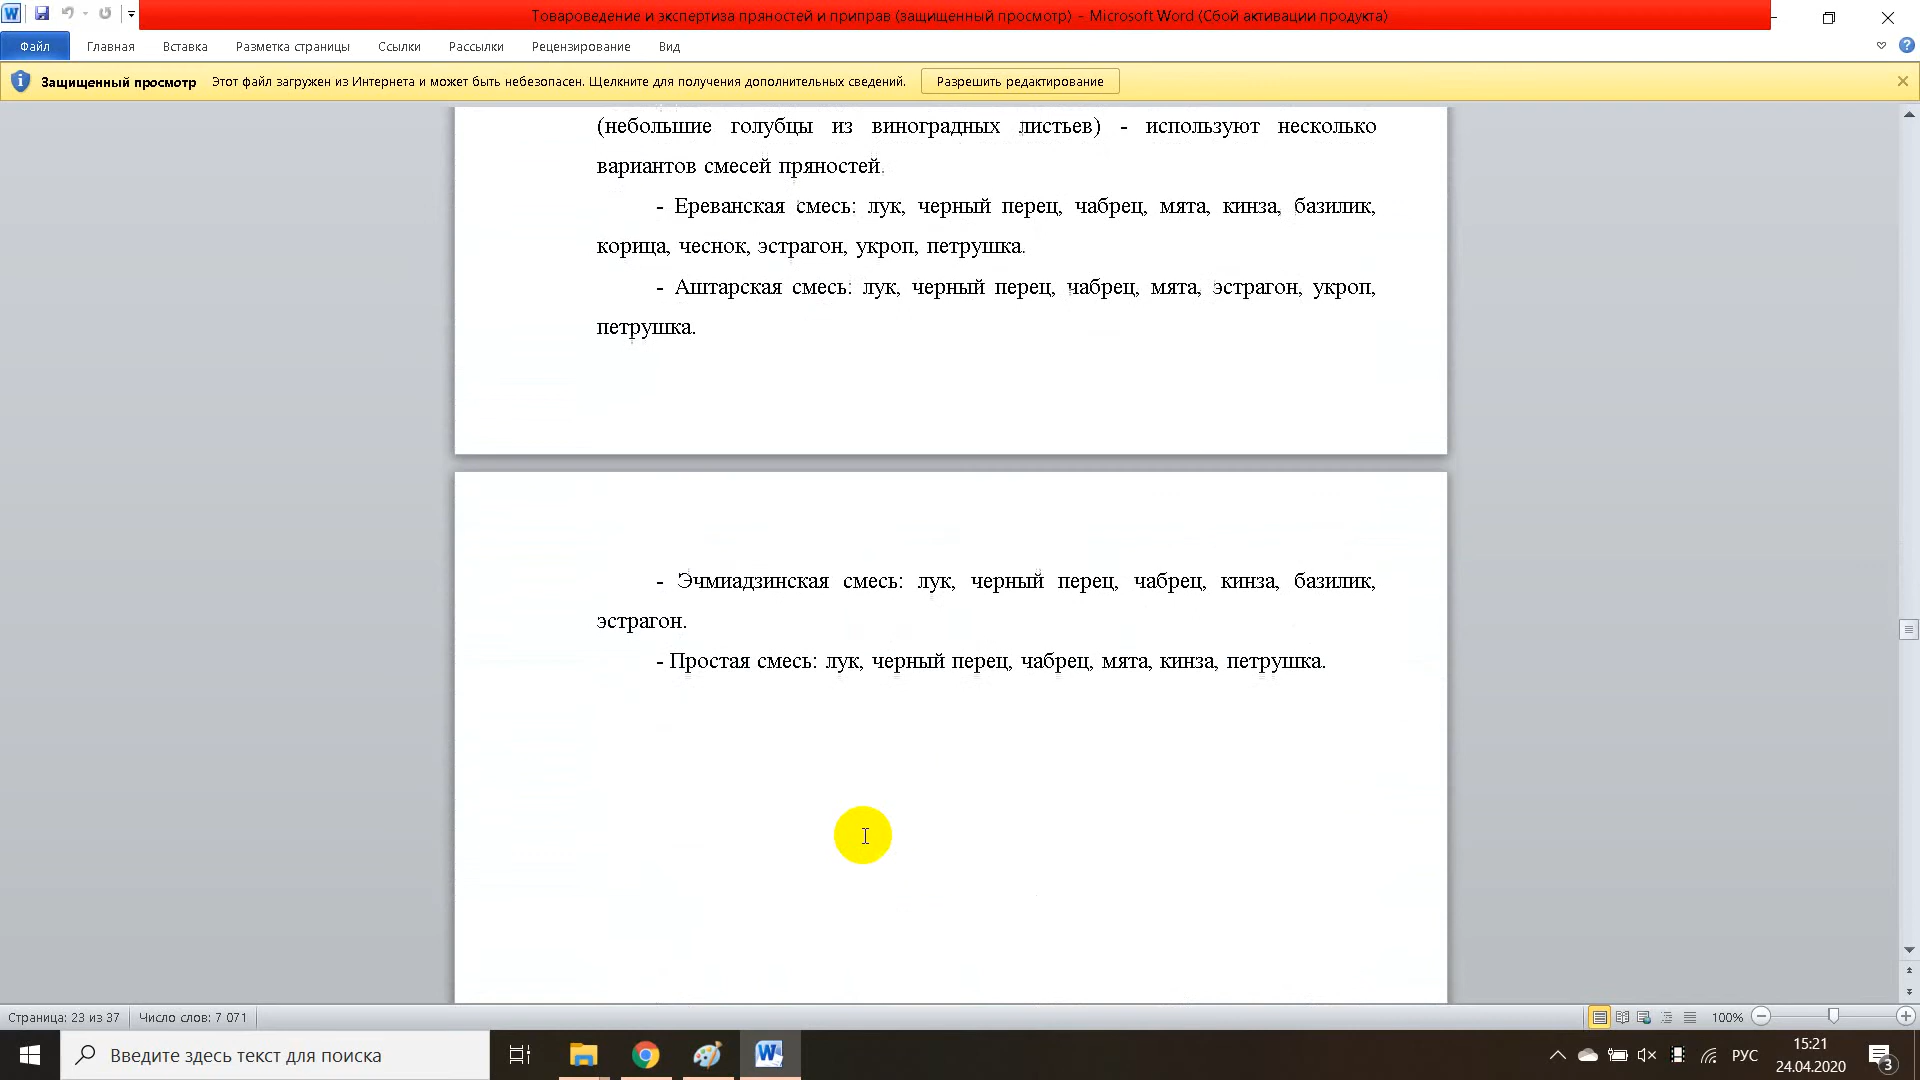 Товароведение и экспертиза пряностей и приправ (защищенный просмотр) - Microsoft Word (Сбой активации продукта)
Файл Главная Вставка Разметка страницы Ссылки Рассылки Рецензирование Вид
Защищенный просмотр Этот файл загружен из Интернета и может быть небезопасен. Щелкните для получения дополнительных сведений. Разрешить редактирование
(небольшие голубцы из виноградных листьев) - используют несколько
вариантов смесей пряностей.
- Ереванская смесь: лук, черный перец, чабрец, мята, кинза, базилик,
корица, чеснок, эстрагон, укроп, петрушка.
- Аштарская смесь: лук, черный перец, чабрец, мята, эстрагон, укроп,
петрушка.
- Эчмиадзинская смесь: лук, черный перец, чабрец, кинза, базилик,
эстрагон.
- Простая смесь: лук, черный перец, чабрец, мята, кинза, петрушка.
Страница: 23 из 37 Число слов: 7 071 100%
Введите здесь текст для поиска РУС 15:21
24.04.2020 3